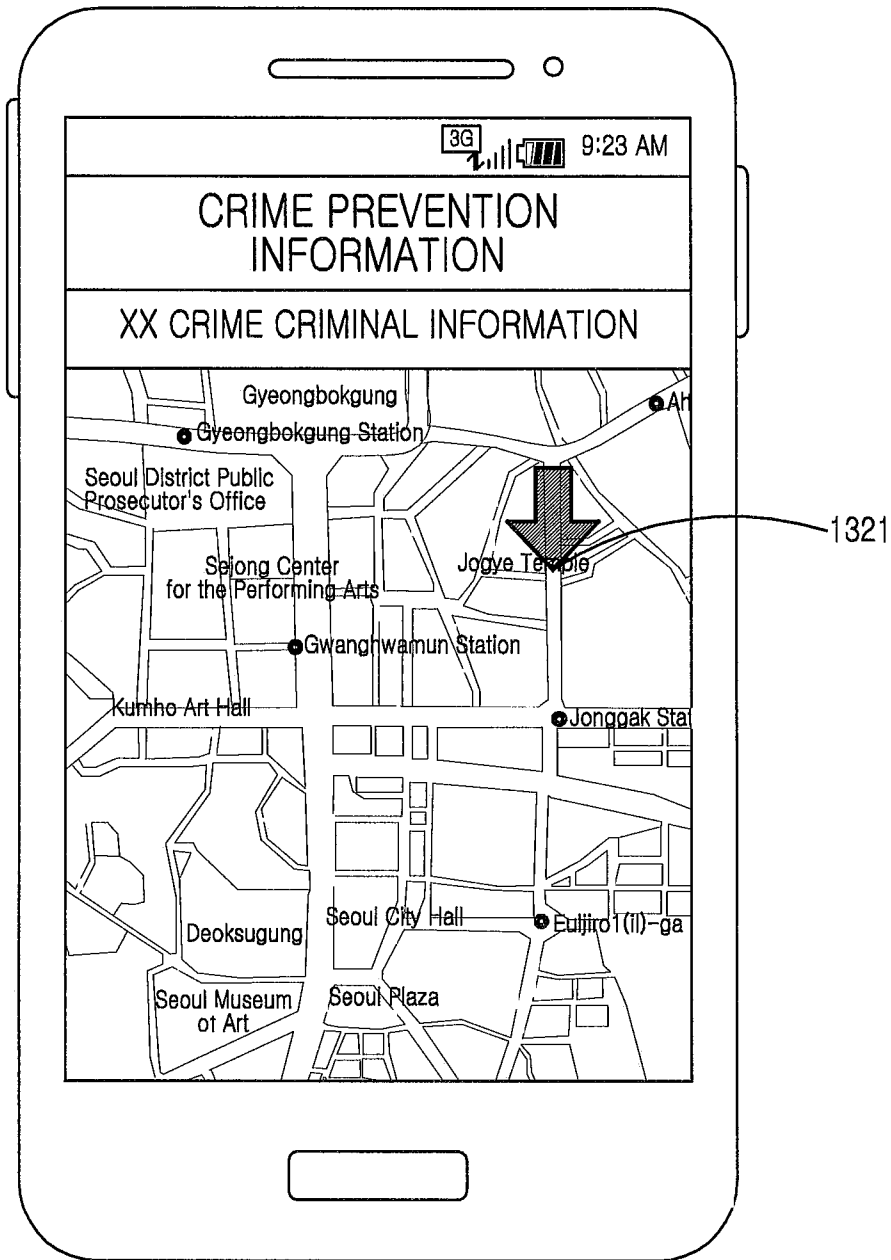 3G
9:23 AM
CRIME PREVENTION
INFORMATION
XX CRIME CRIMINAL INFORMATION
Gyeongbokgung
Ah
Gyeongbokgung Station
Seoul District Public
Prosecutor's Office
1321
Sejong Center
for the Performing Arts
Jogye Temple
Gwanghwamun Station
Kumho Art Hall
Jonggak Stat
Seoul City Hall
Euljiro1(il)-ga
Deoksugung
Seoul Museum
of Art
Seoul Plaza